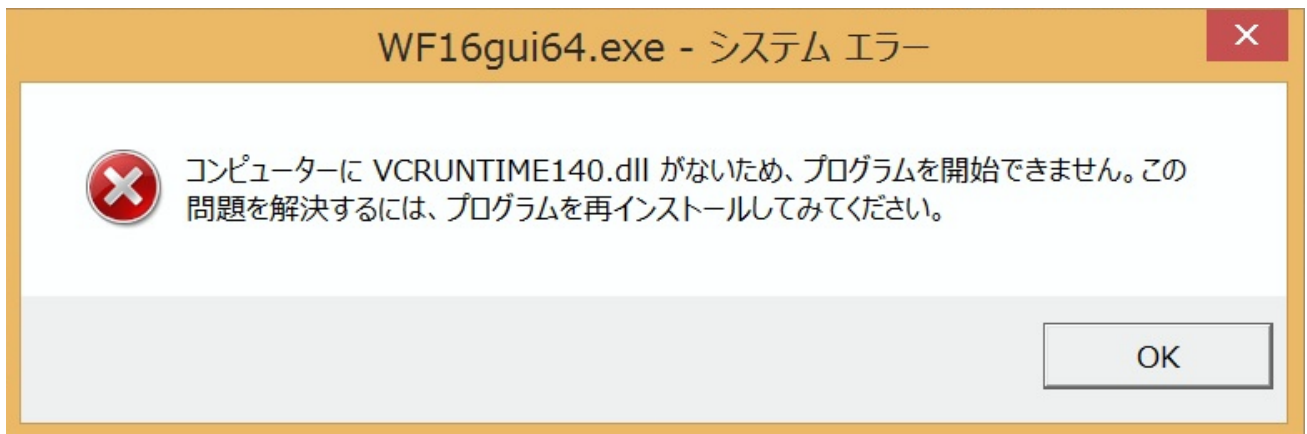 WF16gui64.exe - システム エラー
コンピューターに VCRUNTIME140.dll がないため、プログラムを開始できません。この
問題を解決するには、プログラムを再インストールしてみてください。
OK